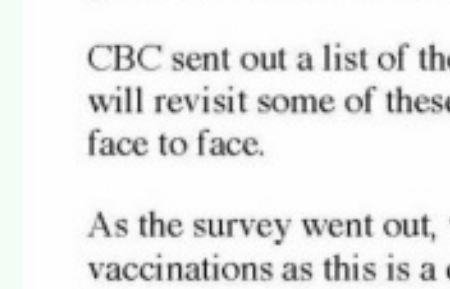 CBC sent out a list of
will revisit some of
face to face.
As the survey went out,
vaccinations as this is a